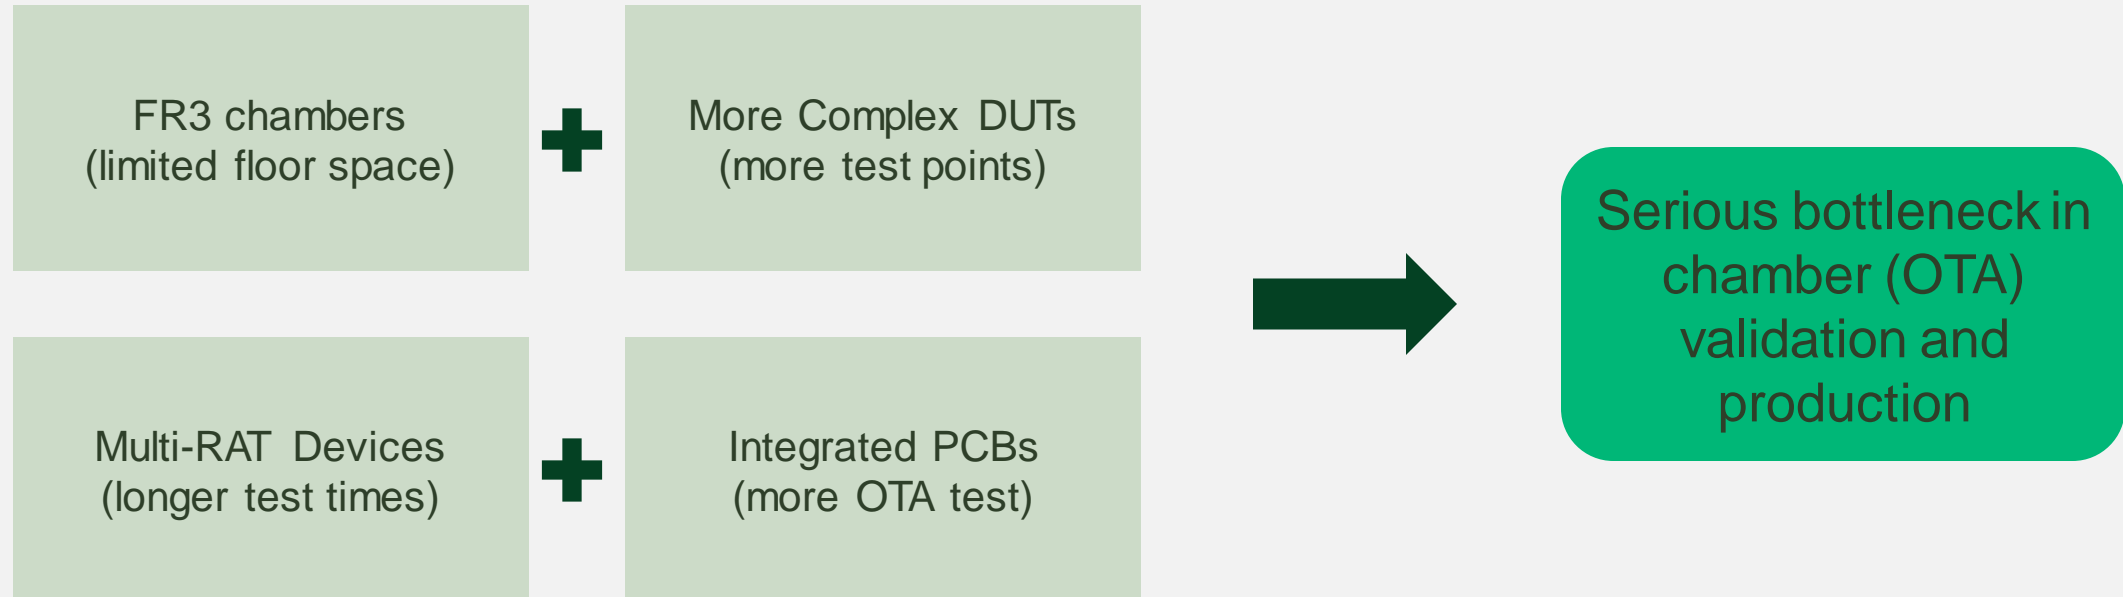 FR3 chambers
(limited floor space)
More Complex DUTs
(more test points)
Multi-RAT Devices
(longer test times)
Integrated PCBs
(more OTA test)
Serious bottleneck in
chamber (OTA)
validation and
production